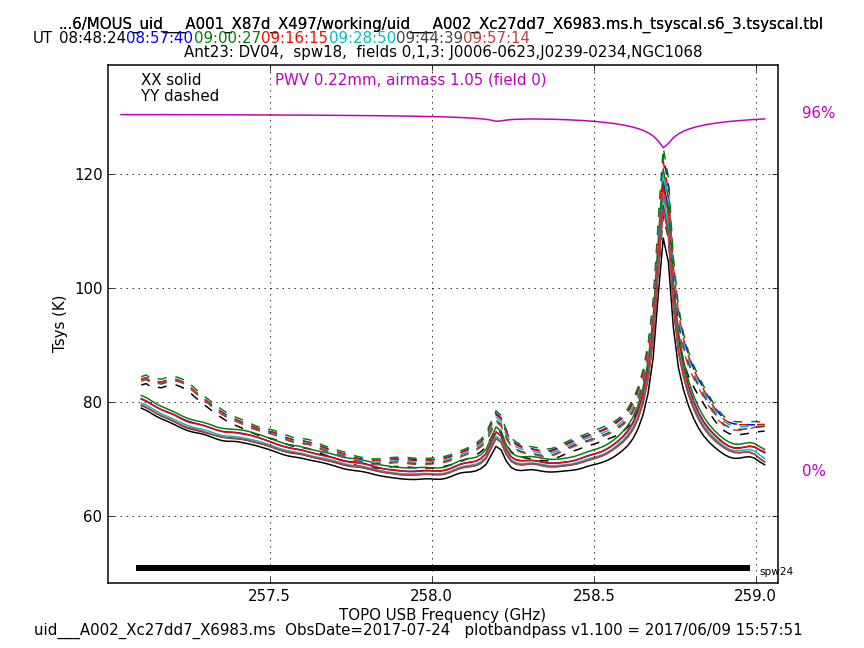 ...6/MOUS_uid___A001_X87d_X497/working/uid___A002_Xc27dd7_X6983.ms.h_tsyscal.s6_3.tsyscal.tbl
UT 08:48:24 08:57:40 09:00:27 09:16:15 09:28:50 09:44:39 09:57:14
Ant23: DV04, spw18, fields 0,1,3: J0006-0623,J0239-0234,NGC1068
XX solid PWV 0.22mm, airmass 1.05 (field 0)
YY dashed
96%
120
100
Tsys (K)
80
0%
60
spw24
257.5 258.0 258.5 259.0
TOPO USB Frequency (GHz)
uid___A002_Xc27dd7_X6983.ms ObsDate=2017-07-24 plotbandpass v1.100 = 2017/06/09 15:57:51